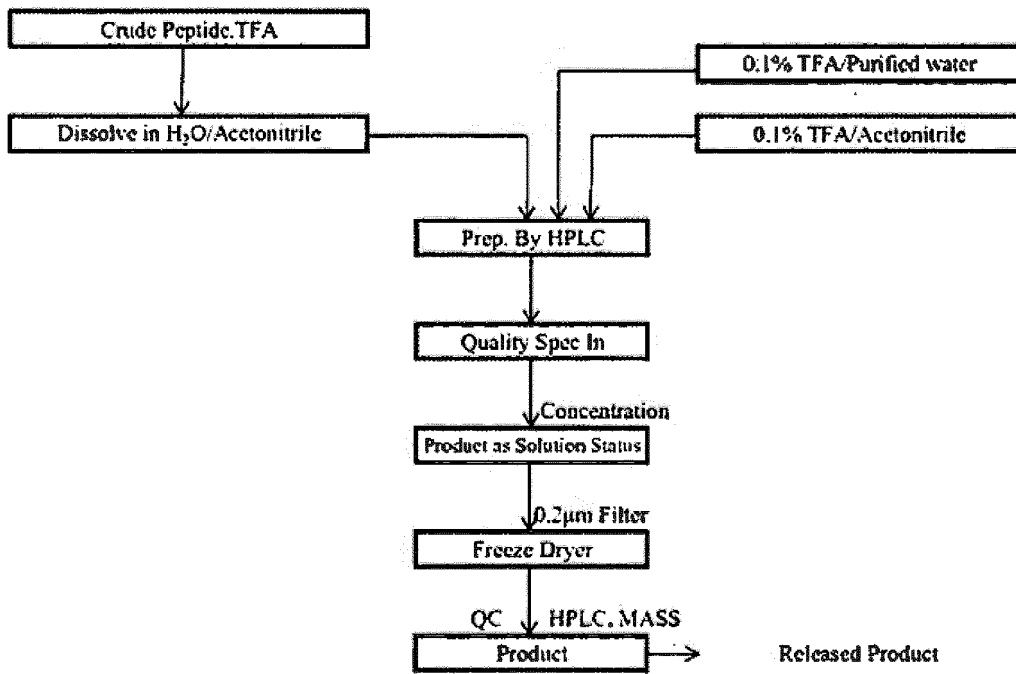 Crude Peptide.TFA
0.1% TFA/Purified water
Dissolve in H₂O/Acetonitrile
0.1% TFA/Acetonitrile
Prep. By HPLC
Quality Spec In
Concentration
Product as Solution Status
0.2μm Filter
Freeze Dryer
QC HPLC. MASS
Product
Released Product